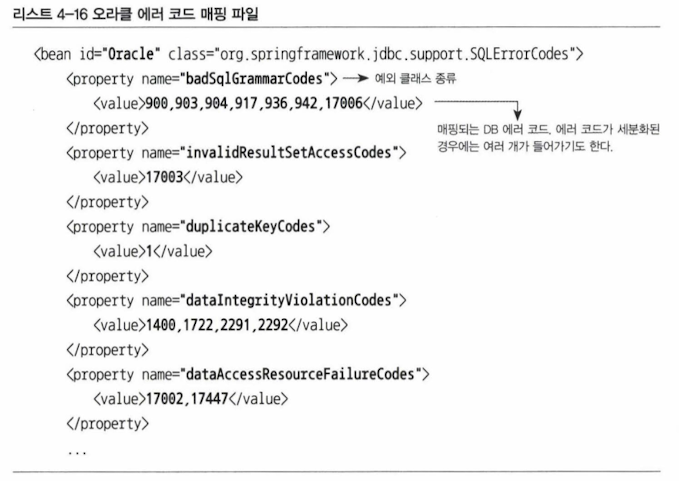 리스트 4-16 오라클 에러 코드 매핑 파일
<bean id="Oracle" class="org.springframework.jdbc.support.SQLErrorCodes">
<property name="badSqlGrammarCodes"> → 예외 클래스 종류
<value>900,903,904,917,936,942,17006</value>
</property>
매핑되는 DB 에러 코드. 에러 코드가 세분화된
경우에는 여러 개가 들어가기도 한다.
<property name="invalidResultSetAccessCodes">
<value>17003</value>
</property>
<property name="duplicateKeyCodes">
<value>1</value>
</property>
<property name="dataIntegrityViolationCodes">
<value>1400,1722,2291,2292</value>
</property>
<property name="dataAccessResourceFailureCodes">
<value>17002,17447</value>
</property>
...